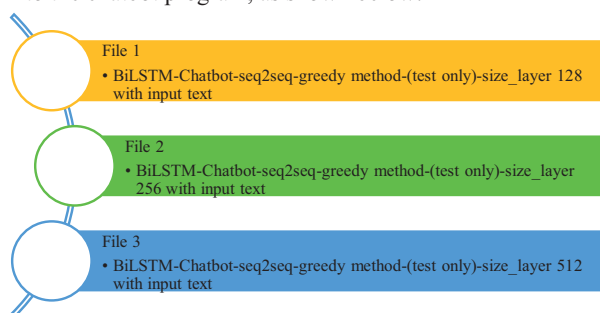 File 1
• BiLSTM-Chatbot-seq2seq-greedy method-(test only)-size_layer 128
with input text
File 2
• BiLSTM-Chatbot-seq2seq-greedy method-(test only)-size_layer
256 with input text
File 3
• BiLSTM-Chatbot-seq2seq-greedy method-(test only)-size_layer 512
with input text